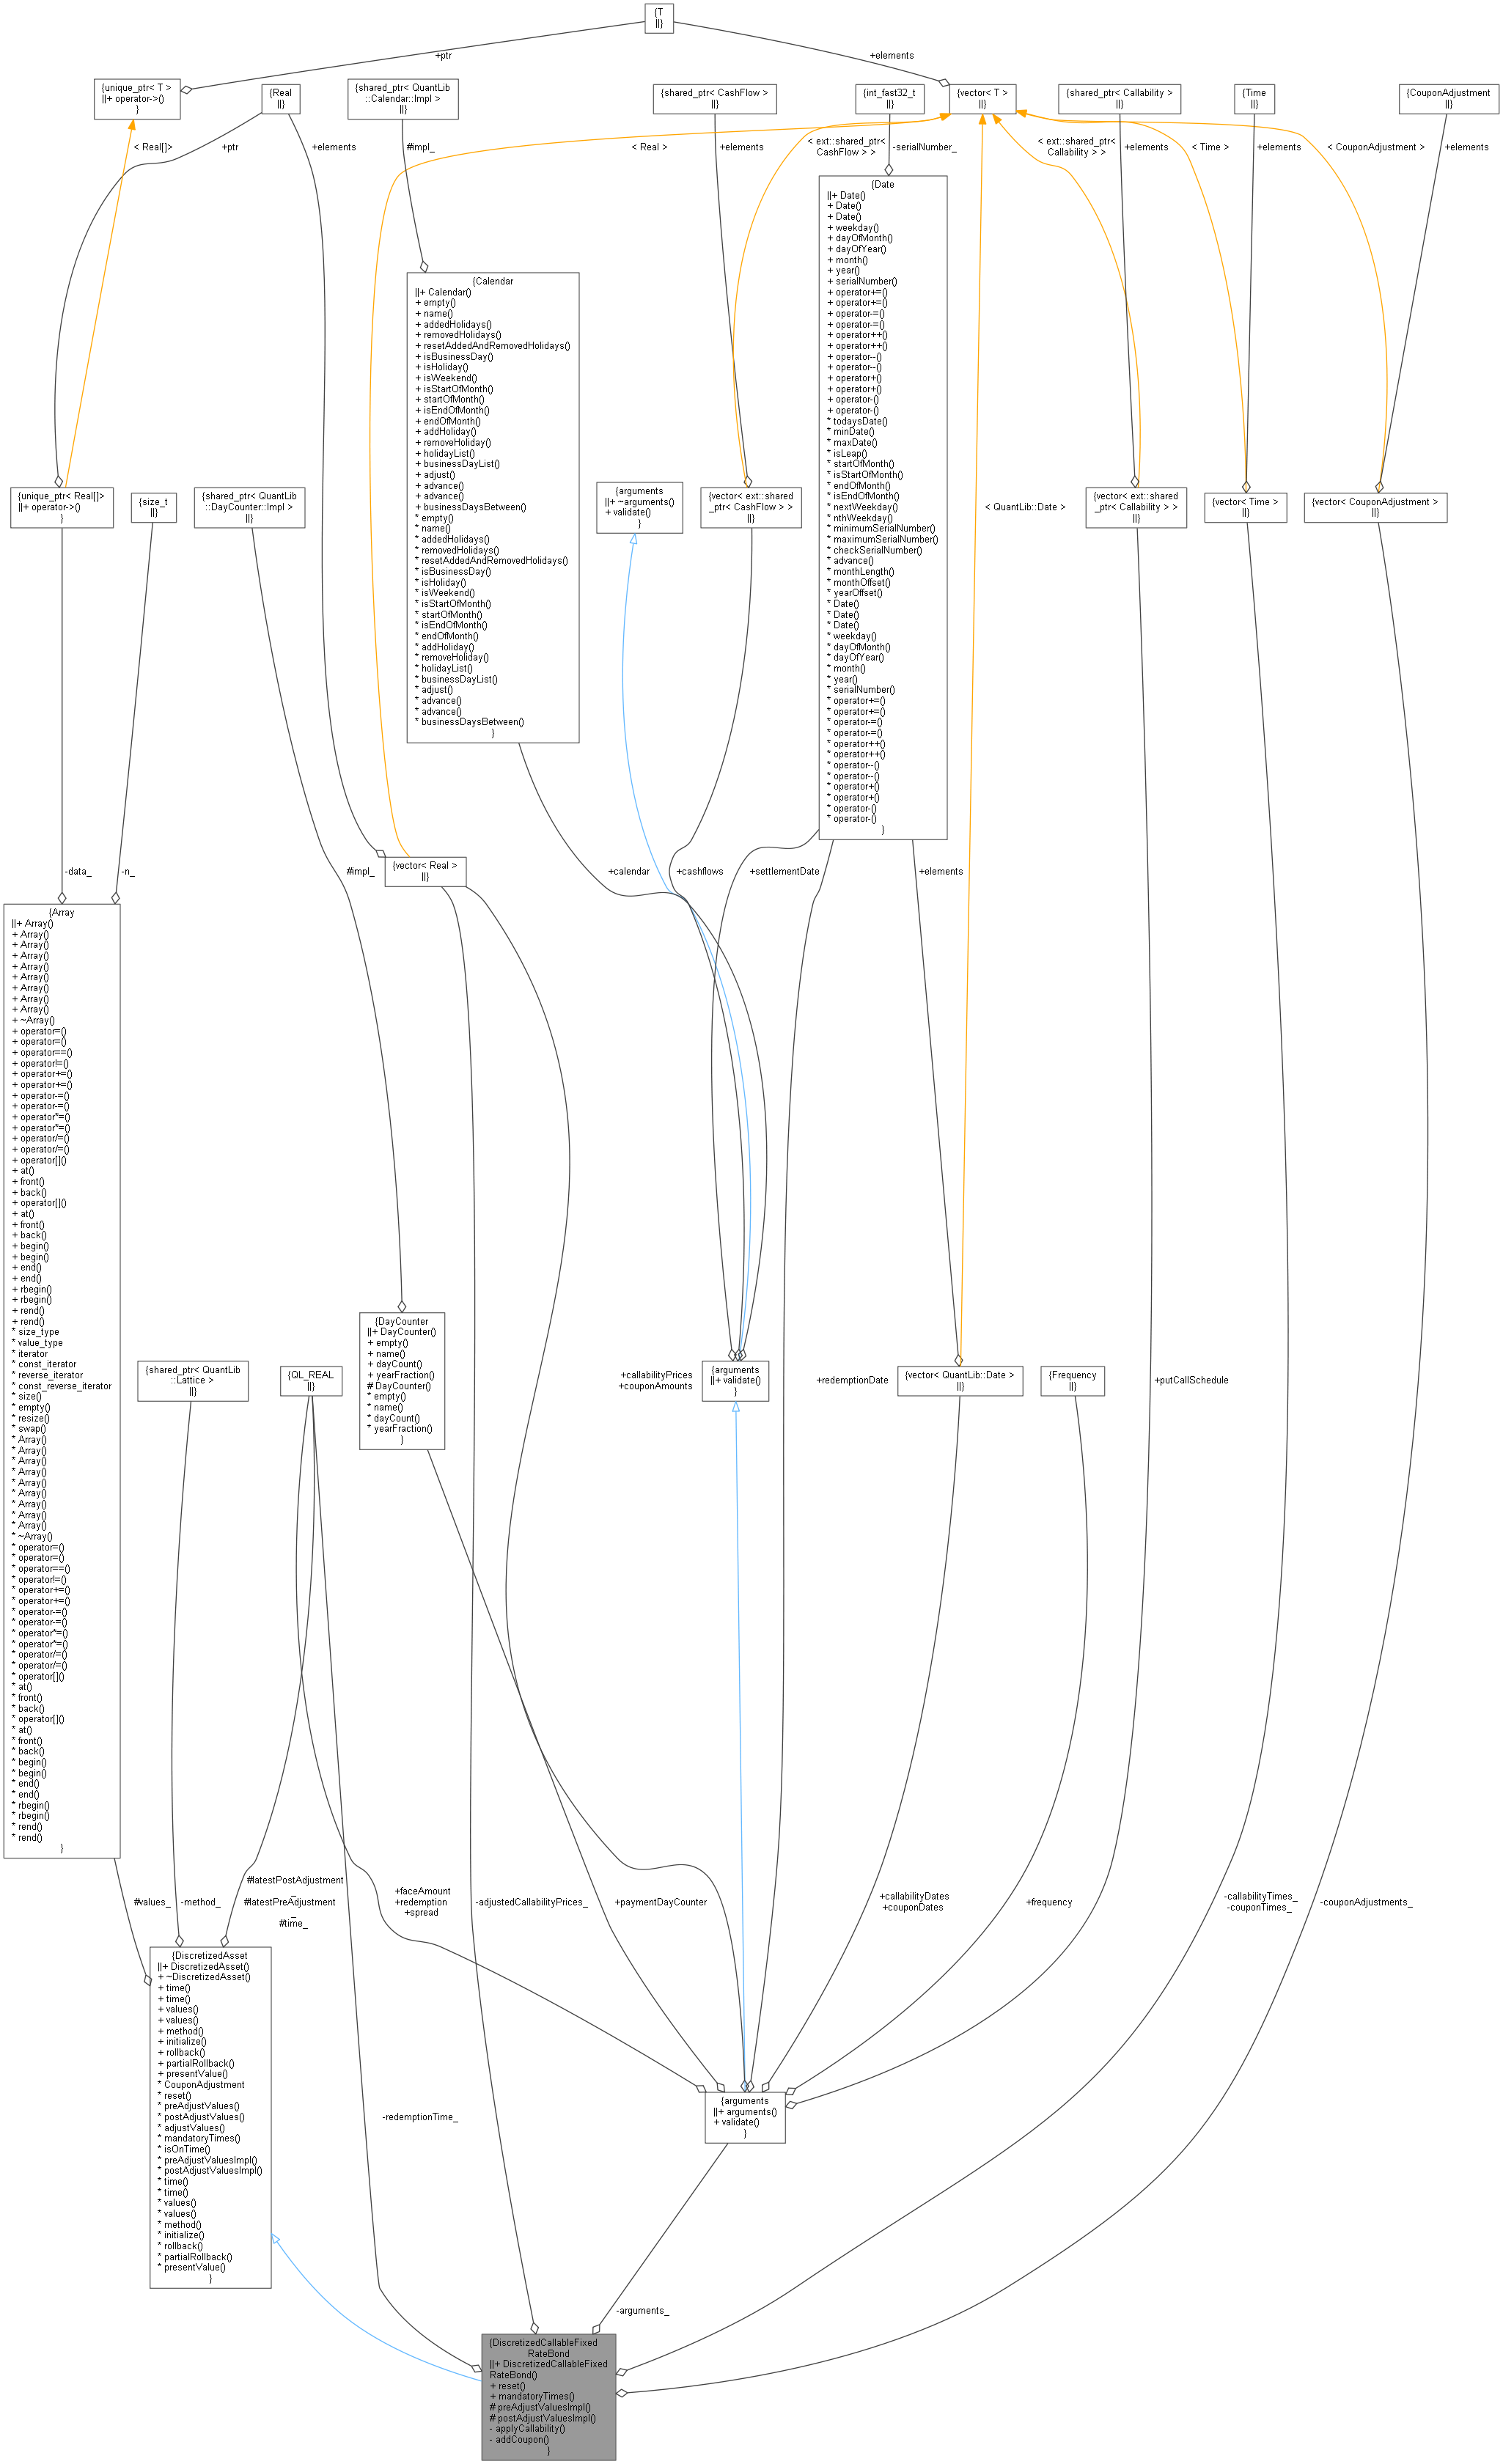 {T
||}
+ptr
+elements
{unique_ptr< T >
||+ operator->()
}
{Real
||}
{shared_ptr< QuantLib
::Calendar::Impl >
||}
{shared_ptr< CashFlow >
||}
{int_fast32_t
||}
{vector< T >
||}
{shared_ptr< Callability >
||}
{Time
||}
{CouponAdjustment
||}
< Real[]>
+ptr
+elements
#impl_
< Real >
+elements
< ext::shared_ptr<
CashFlow > >
-serialNumber_
< ext::shared_ptr<
Callability > >
+elements
< Time >
+elements
< CouponAdjustment >
+elements
{Date
||+ Date()
+ Date()
+ Date()
+ weekday()
+ dayOfMonth()
+ dayOfYear()
+ month()
+ year()
+ serialNumber()
+ operator+=()
+ operator+=()
+ operator-=()
+ operator-=()
+ operator++()
+ operator++()
+ operator--()
+ operator--()
+ operator+()
+ operator+()
+ operator-()
+ operator-()
* todaysDate()
* minDate()
* maxDate()
* isLeap()
* startOfMonth()
* isStartOfMonth()
* endOfMonth()
* isEndOfMonth()
* nextWeekday()
* nthWeekday()
* minimumSerialNumber()
* maximumSerialNumber()
* checkSerialNumber()
* advance()
* monthLength()
* monthOffset()
* yearOffset()
* Date()
* Date()
* Date()
* weekday()
* dayOfMonth()
* dayOfYear()
* month()
* year()
* serialNumber()
* operator+=()
* operator+=()
* operator-=()
* operator-=()
* operator++()
* operator++()
* operator--()
* operator--()
* operator+()
* operator+()
* operator-()
* operator-()
}
{Calendar
||+ Calendar()
+ empty()
+ name()
+ addedHolidays()
+ removedHolidays()
+ resetAddedAndRemovedHolidays()
+ isBusinessDay()
+ isHoliday()
+ isWeekend()
+ isStartOfMonth()
+ startOfMonth()
+ isEndOfMonth()
+ endOfMonth()
+ addHoliday()
+ removeHoliday()
+ holidayList()
+ businessDayList()
+ adjust()
+ advance()
+ advance()
+ businessDaysBetween()
* empty()
* name()
* addedHolidays()
* removedHolidays()
* resetAddedAndRemovedHolidays()
* isBusinessDay()
* isHoliday()
* isWeekend()
* isStartOfMonth()
* startOfMonth()
* isEndOfMonth()
* endOfMonth()
* addHoliday()
* removeHoliday()
* holidayList()
* businessDayList()
* adjust()
* advance()
* advance()
* businessDaysBetween()
}
{unique_ptr< Real[]>
||+ operator->()
}
{size_t
||}
{shared_ptr< QuantLib
::DayCounter::Impl >
||}
{arguments
||+ ~arguments()
+ validate()
}
{vector< ext::shared
_ptr< CashFlow > >
||}
< QuantLib::Date >
{vector< ext::shared
_ptr< Callability > >
||}
{vector< Time >
||}
{vector< CouponAdjustment >
||}
-data_
-n_
#impl_
{vector< Real >
||}
+calendar
+cashflows
+settlementDate
+elements
{Array
||+ Array()
+ Array()
+ Array()
+ Array()
+ Array()
+ Array()
+ Array()
+ Array()
+ Array()
+ ~Array()
+ operator=()
+ operator=()
+ operator==()
+ operator!=()
+ operator+=()
+ operator+=()
+ operator-=()
+ operator-=()
+ operator*=()
+ operator*=()
+ operator/=()
+ operator/=()
+ operator[]()
+ at()
+ front()
+ back()
+ operator[]()
+ at()
+ front()
+ back()
+ begin()
+ begin()
+ end()
+ end()
+ rbegin()
+ rbegin()
+ rend()
+ rend()
* size_type
* value_type
* iterator
* const_iterator
* reverse_iterator
* const_reverse_iterator
* size()
* empty()
* resize()
* swap()
* Array()
* Array()
* Array()
* Array()
* Array()
* Array()
* Array()
* Array()
* Array()
* ~Array()
* operator=()
* operator=()
* operator==()
* operator!=()
* operator+=()
* operator+=()
* operator-=()
* operator-=()
* operator*=()
* operator*=()
* operator/=()
* operator/=()
* operator[]()
* at()
* front()
* back()
* operator[]()
* at()
* front()
* back()
* begin()
* begin()
* end()
* end()
* rbegin()
* rbegin()
* rend()
* rend()
}
{shared_ptr< QuantLib
::Lattice >
||}
{QL_REAL
||}
{DayCounter
||+ DayCounter()
+ empty()
+ name()
+ dayCount()
+ yearFraction()
# DayCounter()
* empty()
* name()
* dayCount()
* yearFraction()
}
+callabilityPrices
+couponAmounts
{arguments
||+ validate()
}
+redemptionDate
{vector< QuantLib::Date >
||}
{Frequency
||}
+putCallSchedule
#values_
-method_
#latestPostAdjustment
_
#latestPreAdjustment
_
#time_
+faceAmount
+redemption
+spread
-adjustedCallabilityPrices_
+paymentDayCounter
+callabilityDates
+couponDates
+frequency
-callabilityTimes_
-couponTimes_
-couponAdjustments_
{DiscretizedAsset
||+ DiscretizedAsset()
+ ~DiscretizedAsset()
+ time()
+ time()
+ values()
+ values()
+ method()
+ initialize()
+ rollback()
+ partialRollback()
+ presentValue()
* CouponAdjustment
* reset()
* preAdjustValues()
* postAdjustValues()
* adjustValues()
* mandatoryTimes()
* isOnTime()
* preAdjustValuesImpl()
* postAdjustValuesImpl()
* time()
* time()
* values()
* values()
* method()
* initialize()
* rollback()
* partialRollback()
* presentValue()
}
-redemptionTime_
{arguments
||+ arguments()
+ validate()
}
-arguments_
{DiscretizedCallableFixed
RateBond
||+ DiscretizedCallableFixed
RateBond()
+ reset()
+ mandatoryTimes()
# preAdjustValuesImpl()
# postAdjustValuesImpl()
- applyCallability()
- addCoupon()
}